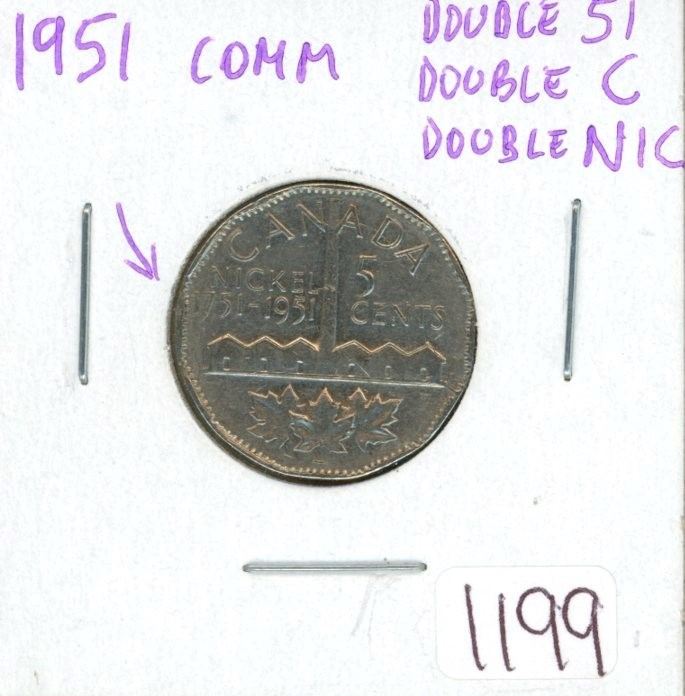 1951 COMM
DOUBLE 51
DOUBLE C
DOUBLE NIC
CANADA
NICKEL 5
1751-1951 CENTS
1199